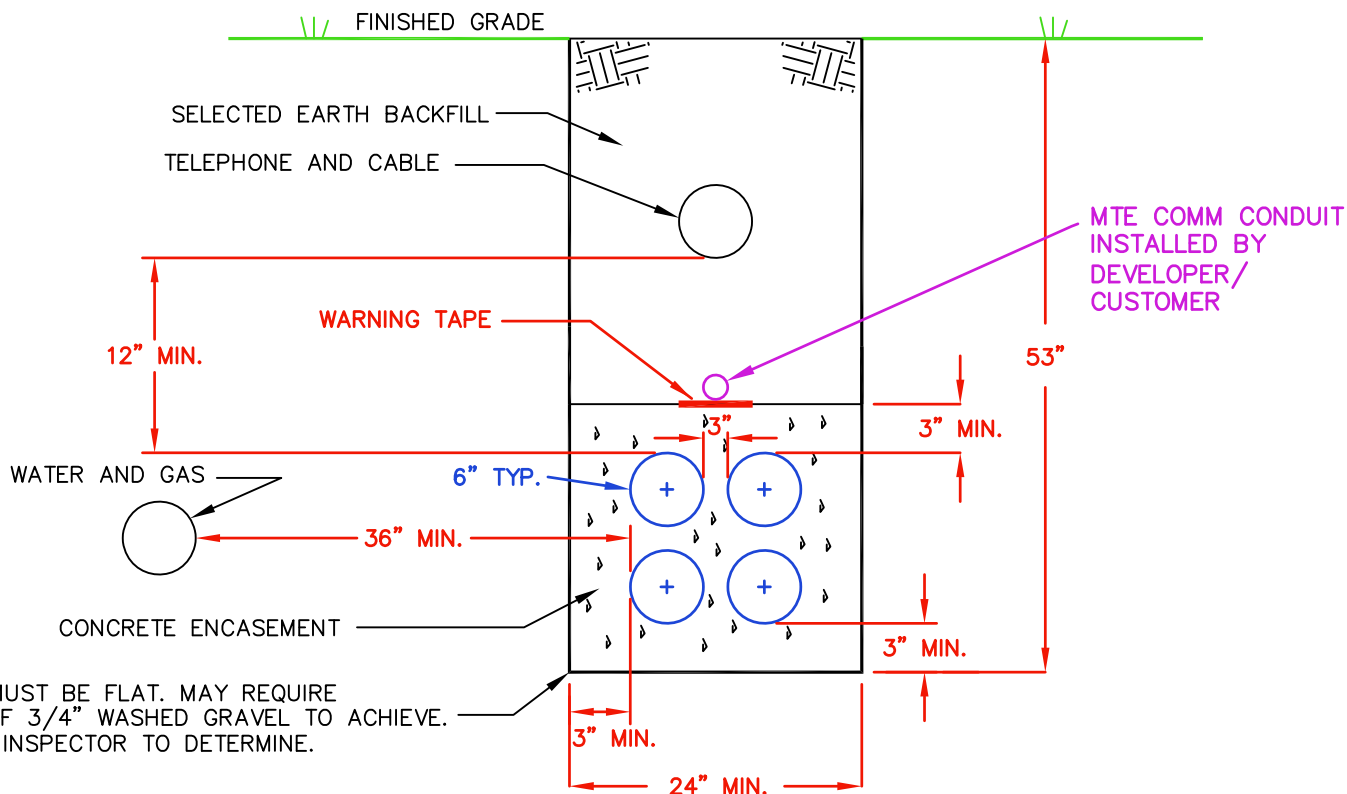 FINISHED GRADE
SELECTED EARTH BACKFILL
TELEPHONE AND CABLE
MTE COMM CONDUIT
INSTALLED BY
DEVELOPER/
CUSTOMER
WARNING TAPE
12" MIN.
53"
3"
3" MIN.
WATER AND GAS
6" TYP.
36" MIN.
CONCRETE ENCASEMENT
3" MIN.
MUST BE FLAT. MAY REQUIRE
F 3/4" WASHED GRAVEL TO ACHIEVE.
INSPECTOR TO DETERMINE.
3" MIN.
24" MIN.